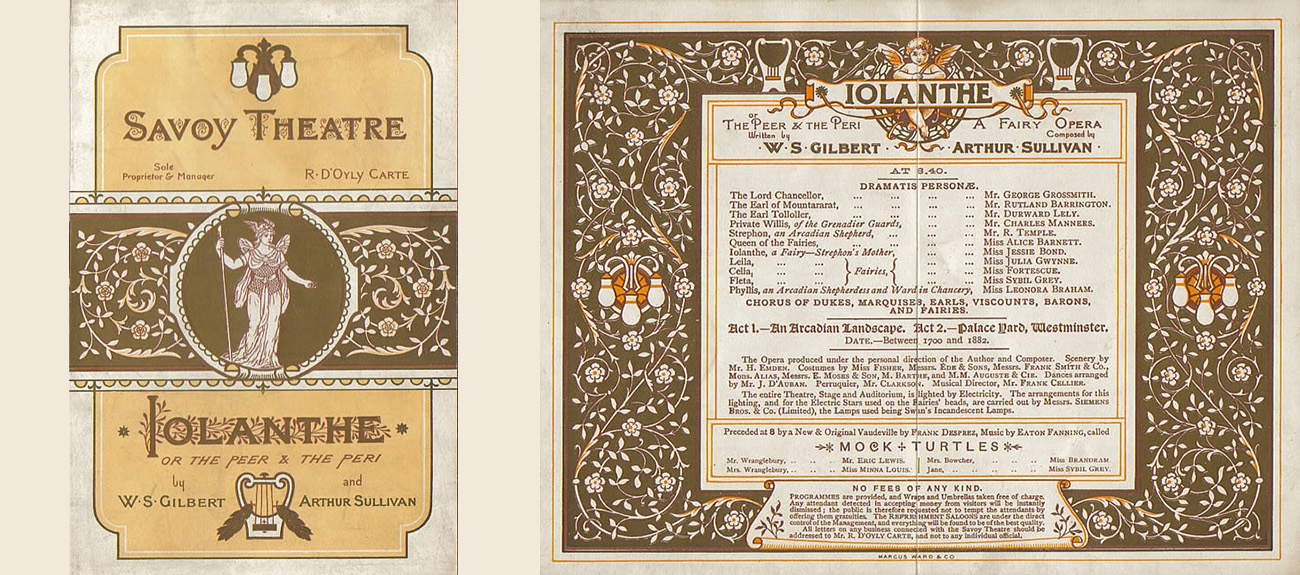 SAVOY THEATRE
Sole
Proprietor & Manager R·D'OYLY CARTE
IOLANTHE
OR THE PEER & THE PERI
by and
W·S·GILBERT ARTHUR SULLIVAN
IOLANTHE
or
THE PEER & THE PERI A FAIRY OPERA
Written by Composed by
·W·S·GILBERT· ·ARTHUR·SULLIVAN·
AT 8.40.
DRAMATIS PERSONÆ.
The Lord Chancellor, ... ... ... ... Mr. GEORGE GROSSMITH.
The Earl of Mountararat, ... ... ... ... Mr. RUTLAND BARRINGTON.
The Earl Tolloller, ... ... ... ... Mr. DURWARD LELY.
Private Willis, of the Grenadier Guards, ... ... Mr. CHARLES MANNERS.
Strephon, an Arcadian Shepherd, ... ... ... Mr. R. TEMPLE.
Queen of the Fairies, ... ... ... ... Miss ALICE BARNETT.
Iolanthe, a Fairy—Strephon's Mother, ... ... Miss JESSIE BOND.
Leila, ... ... ... ... Miss JULIA GWYNNE.
Celia, ... ... Fairies, ... ... Miss FORTESCUE.
Fleta, ... ... ... ... Miss SYBIL GREY.
Phyllis, an Arcadian Shepherdess and Ward in Chancery, Miss LEONORA BRAHAM.
CHORUS OF DUKES, MARQUISES, EARLS, VISCOUNTS, BARONS,
AND FAIRIES.
Act 1.—An Arcadian Landscape. Act 2.—Palace Yard, Westminster.
DATE.—Between 1700 and 1882.
The Opera produced under the personal direction of the Author and Composer. Scenery by
Mr. H. EMDEN. Costumes by Miss FISHER, Messrs. EDE & SONS, Messrs. FRANK SMITH & CO.,
Mons. ALIAS, Messrs. E. MOSES & SON, M. BARTHE, and M.M. AUGUSTE & CIE. Dances arranged
by Mr. J. D'AUBAN. Perruquier, Mr. CLARKSON. Musical Director, Mr. FRANK CELLIER.
The entire Theatre, Stage and Auditorium, is lighted by Electricity. The arrangements for this
lighting, and for the Electric Stars used on the Fairies' heads, are carried out by Messrs. SIEMENS
BROS. & CO. (Limited), the Lamps used being Swan's Incandescent Lamps.
Preceded at 8 by a New & Original Vaudeville by FRANK DESPREZ, Music by EATON FANNING, called
MOCK + TURTLES
Mr. Wranglebury, .. .. .. Mr. ERIC LEWIS. Mrs. Bowcher, .. .. .. Miss BRANDRAM.
Mrs. Wranglebury, .. .. .. Miss MINNA LOUIS. Jane, .. .. .. .. Miss SYBIL GREY.
NO FEES OF ANY KIND.
PROGRAMMES are provided, and Wraps and Umbrellas taken free of charge.
Any attendant detected in accepting money from visitors will be instantly
dismissed; the public is therefore requested not to tempt the attendants by
offering them gratuities. The REFRESHMENT SALOONS are under the direct
control of the Management, and everything will be found to be of the best quality.
All letters on any business connected with the Savoy Theatre should be
addressed to Mr. R. D'OYLY CARTE, and not to any individual official.
MARCUS WARD & CO